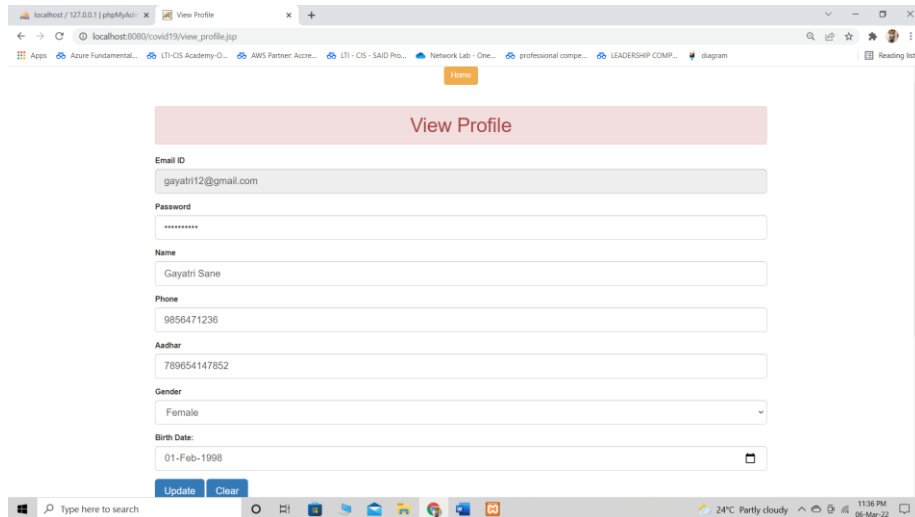 localhost / 127.0.0.1 | phpMyAdm
View Profile
localhost:8080/covid19/view_profile.jsp
Apps
Azure Fundamental...
LTI-CIS Academy-O...
AWS Partner: Accre...
LTI - CIS - SAID Pro...
Network Lab - One...
professional compe...
LEADERSHIP COMP...
diagram
Reading list
Home
View Profile
Email ID
gayatri12@gmail.com
Password
••••••••••
Name
Gayatri Sane
Phone
9856471236
Aadhar
789654147852
Gender
Female
Birth Date:
01-Feb-1998
Update Clear
Type here to search
24°C Partly cloudy
11:36 PM
06-Mar-22